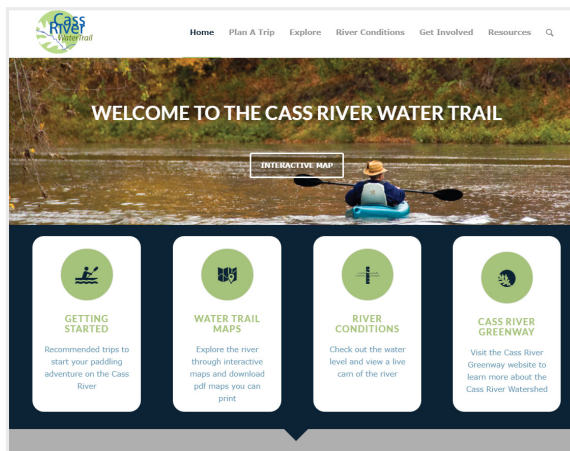 Cass
River
WaterTrail
Home Plan A Trip Explore River Conditions Get Involved Resources
WELCOME TO THE CASS RIVER WATER TRAIL
INTERACTIVE MAP
GETTING
STARTED
Recommended trips to
start your paddling
adventure on the Cass
River
WATER TRAIL
MAPS
Explore the river
through interactive
maps and download
pdf maps you can
print
RIVER
CONDITIONS
Check out the water
level and view a live
cam of the river
CASS RIVER
GREENWAY
Visit the Cass River
Greenway website to
learn more about the
Cass River Watershed